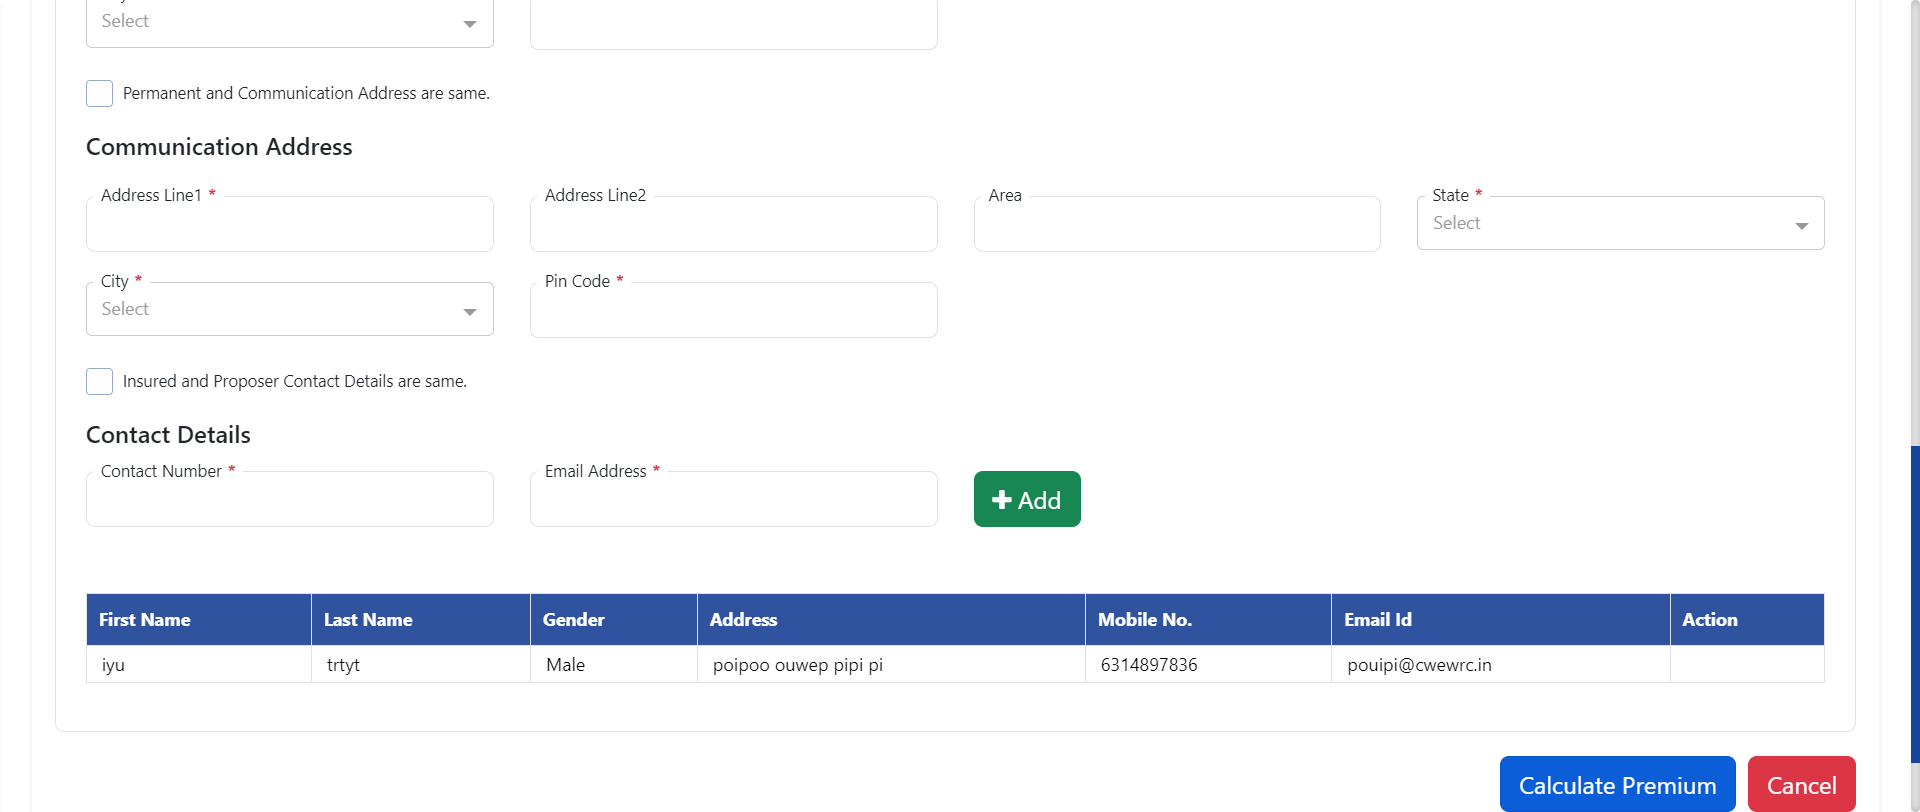 Select
Permanent and Communication Address are same.
Communication Address
Address Line1 *
Address Line2
Area
State *
Select
City *
Select
Pin Code *
Insured and Proposer Contact Details are same.
Contact Details
Contact Number *
Email Address *
Add
First Name Last Name Gender Address Mobile No. Email Id Action
iyu trtyt Male poipoo ouwep pipi pi 6314897836 pouipi@cwewrc.in
Calculate Premium
Cancel